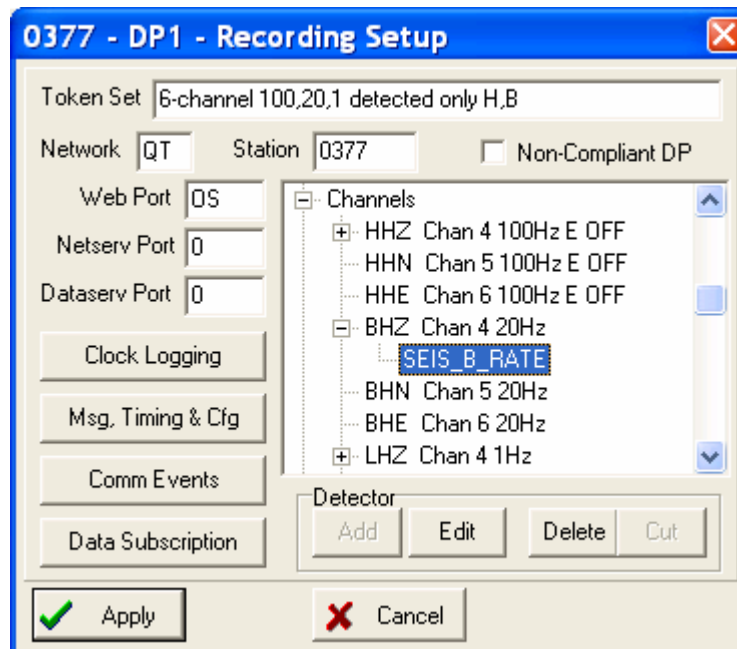 0377 - DP1 - Recording Setup
Token Set 6-channel 100,20,1 detected only H,B
Network QT Station 0377 Non-Compliant DP
Web Port OS
Netserv Port 0
Dataserv Port 0
Clock Logging
Msg, Timing & Cfg
Comm Events
Data Subscription
Channels
HHZ Chan 4 100Hz E OFF
HHN Chan 5 100Hz E OFF
HHE Chan 6 100Hz E OFF
BHZ Chan 4 20Hz
SEIS_B_RATE
BHN Chan 5 20Hz
BHE Chan 6 20Hz
LHZ Chan 4 1Hz
Detector
Add Edit Delete Cut
Apply Cancel